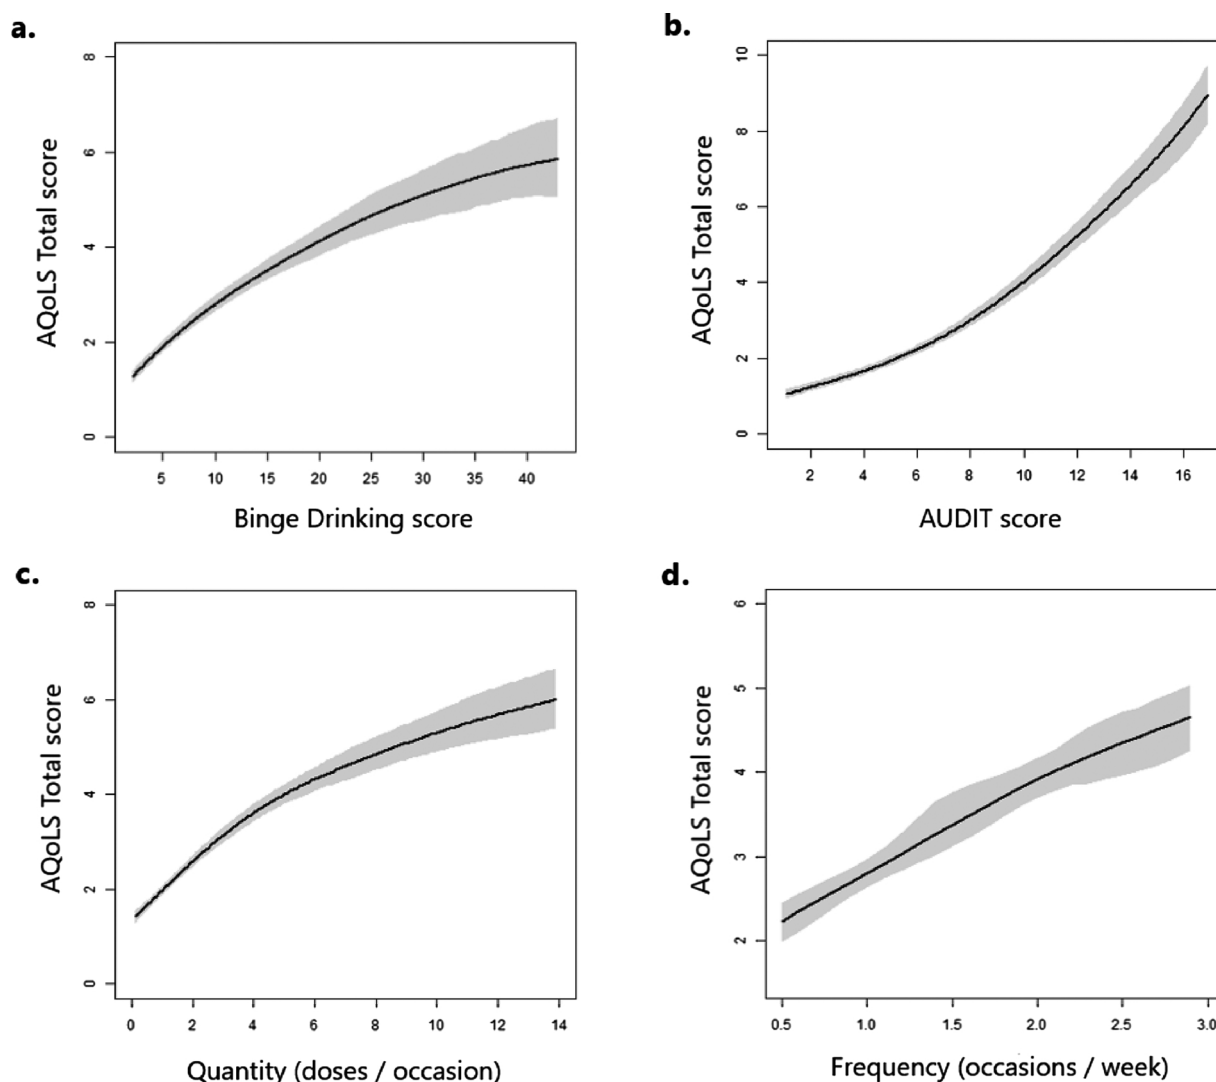 a.
AQoLS Total score
0 2 4 6 8
5 10 15 20 25 30 35 40
Binge Drinking score
b.
AQoLS Total score
0 2 4 6 8 10
2 4 6 8 10 12 14 16
AUDIT score
c.
AQoLS Total score
0 2 4 6 8
0 2 4 6 8 10 12 14
Quantity (doses / occasion)
d.
AQoLS Total score
2 3 4 5 6
0.5 1.0 1.5 2.0 2.5 3.0
Frequency (occasions / week)